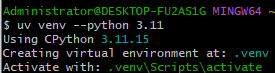 Administrator@DESKTOP-FU2AS1G MINGW64 ~
$ uv venv --python 3.11
Using CPython 3.11.15
Creating virtual environment at: .venv
Activate with: .venv\Scripts\activate